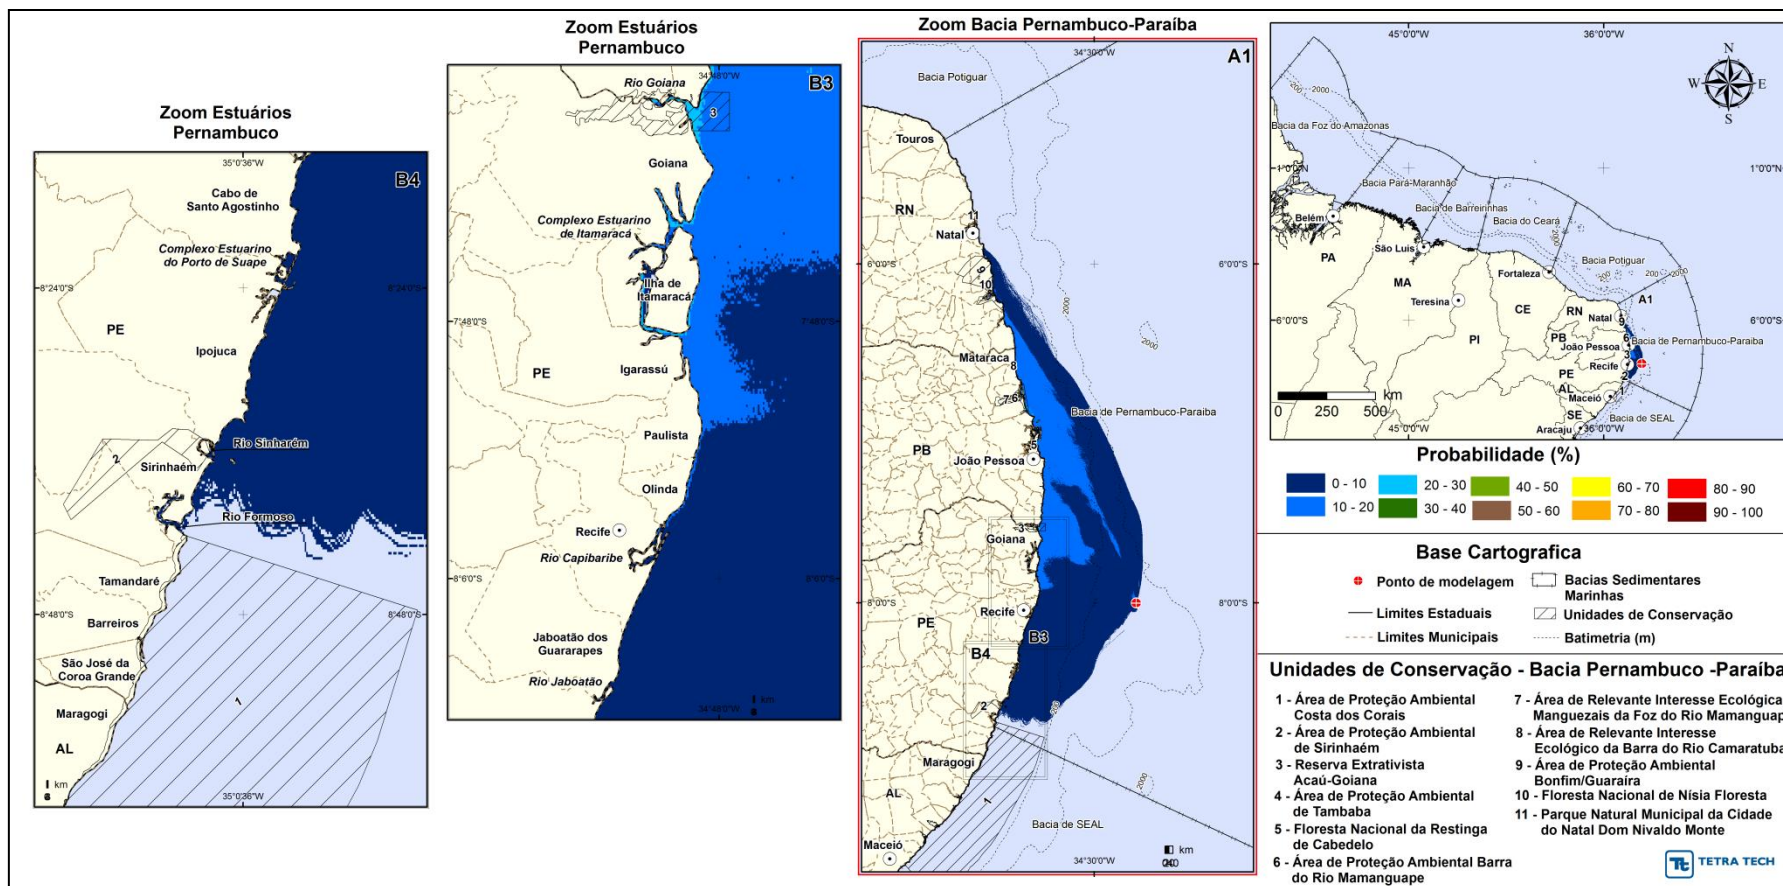 Zoom Estuários
Pernambuco
35°0'36"W
B4
Cabo de
Santo Agostinho
Complexo Estuarino
do Porto de Suape
8°24'0"S
8°24'0"S
PE
Ipojuca
Rio Sinharém
2
Sirinhaém
Rio Formoso
Tamandaré
8°48'0"S
8°48'0"S
Barreiros
São José da
Coroa Grande
1
Maragogi
AL
km
35°0'36"W
Zoom Estuários
Pernambuco
34°48'0"W
B3
Rio Goiana
3
Goiana
Complexo Estuarino
de Itamaracá
Ilha de
Itamaracá
7°48'0"S
7°48'0"S
PE
Igarassú
Paulista
Olinda
Recife
Rio Capibaribe
8°6'0"S
8°6'0"S
Jaboatão dos
Guararapes
Rio Jaboatão
km
34°48'0"W
Zoom Bacia Pernambuco-Paraíba
34°30'0"W
A1
Bacia Potiguar
Touros
RN
11
Natal
6°0'0"S
6°0'0"S
9
10
2000
2000
Mataraca
8
7
6
Bacia de Pernambuco-Paraiba
PB
5
João Pessoa
3
Goiana
8°0'0"S
8°0'0"S
Recife
PE
B3
B4
2
200
Maragogi
2000
1
AL
Bacia de SEAL
Maceió
km
34°30'0"W
45°0'0"W
36°0'0"W
N
W
E
S
200
2000
Bacia da Foz do Amazonas
1°0'0"N
1°0'0"N
Bacia Pará-Maranhão
Belém
Bacia de Barreirinhas
Bacia do Ceará
2000
São Luis
Bacia Potiguar
PA
Fortaleza
200
200
2000
MA
A1
Teresina
CE
RN
Natal
9
6°0'0"S
6°0'0"S
PI
PB
João Pessoa
6
Bacia de Pernambuco-Paraiba
3
Recife
PE
2
AL
1
Maceió
Bacia de SEAL
SE
Aracaju
0 250 500
km
45°0'0"W
36°0'0"W
Probabilidade (%)
0 - 10
20 - 30
40 - 50
60 - 70
80 - 90
10 - 20
30 - 40
50 - 60
70 - 80
90 - 100
Base Cartografica
Ponto de modelagem
Bacias Sedimentares
Marinhas
Limites Estaduais
Unidades de Conservação
Limites Municipais
Batimetria (m)
Unidades de Conservação - Bacia Pernambuco -Paraíba
1 - Área de Proteção Ambiental
Costa dos Corais
2 - Área de Proteção Ambiental
de Sirinhaém
3 - Reserva Extrativista
Acaú-Goiana
4 - Área de Proteção Ambiental
de Tambaba
5 - Floresta Nacional da Restinga
de Cabedelo
6 - Área de Proteção Ambiental Barra
do Rio Mamanguape
7 - Área de Relevante Interesse Ecológica
Manguezais da Foz do Rio Mamanguap
8 - Área de Relevante Interesse
Ecológico da Barra do Rio Camaratuba
9 - Área de Proteção Ambiental
Bonfim/Guaraíra
10 - Floresta Nacional de Nísia Floresta
11 - Parque Natural Municipal da Cidade
do Natal Dom Nivaldo Monte
TETRA TECH